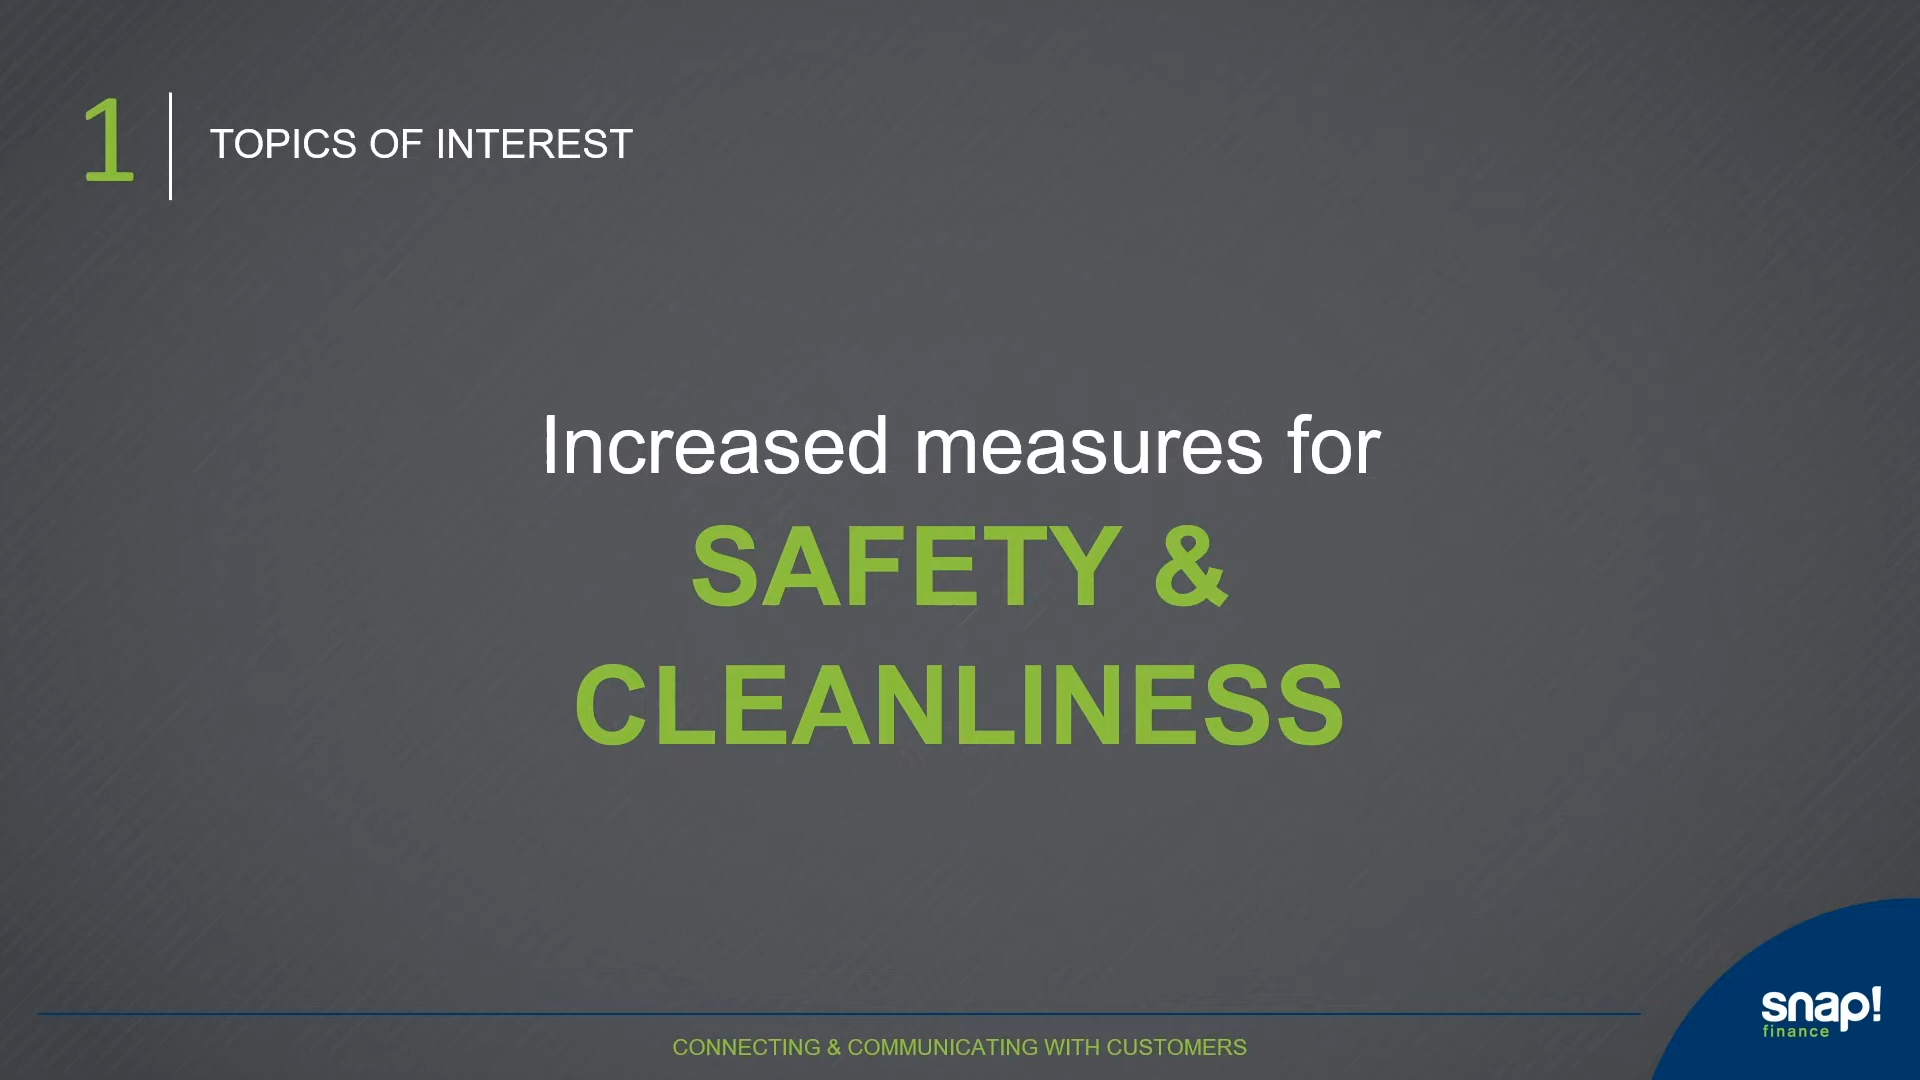 1
TOPICS OF INTEREST
Increased measures for
SAFETY &
CLEANLINESS
CONNECTING & COMMUNICATING WITH CUSTOMERS
snap!
finance